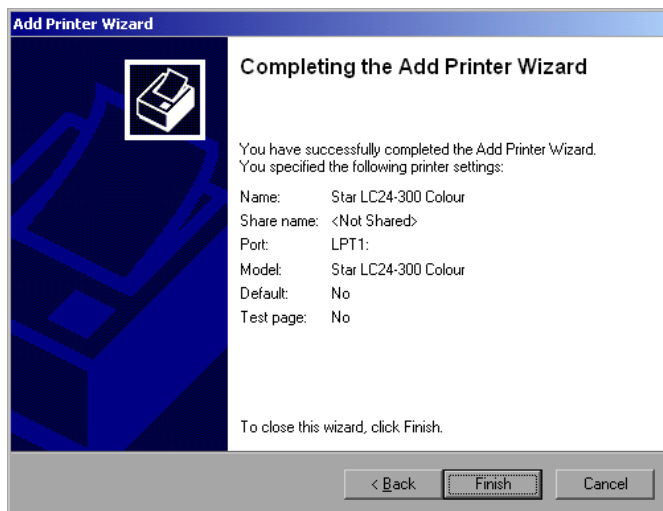 Add Printer Wizard
Completing the Add Printer Wizard
You have successfully completed the Add Printer Wizard.
You specified the following printer settings:
Name: Star LC24-300 Colour
Share name: <Not Shared>
Port: LPT1:
Model: Star LC24-300 Colour
Default: No
Test page: No
To close this wizard, click Finish.
< Back Finish Cancel